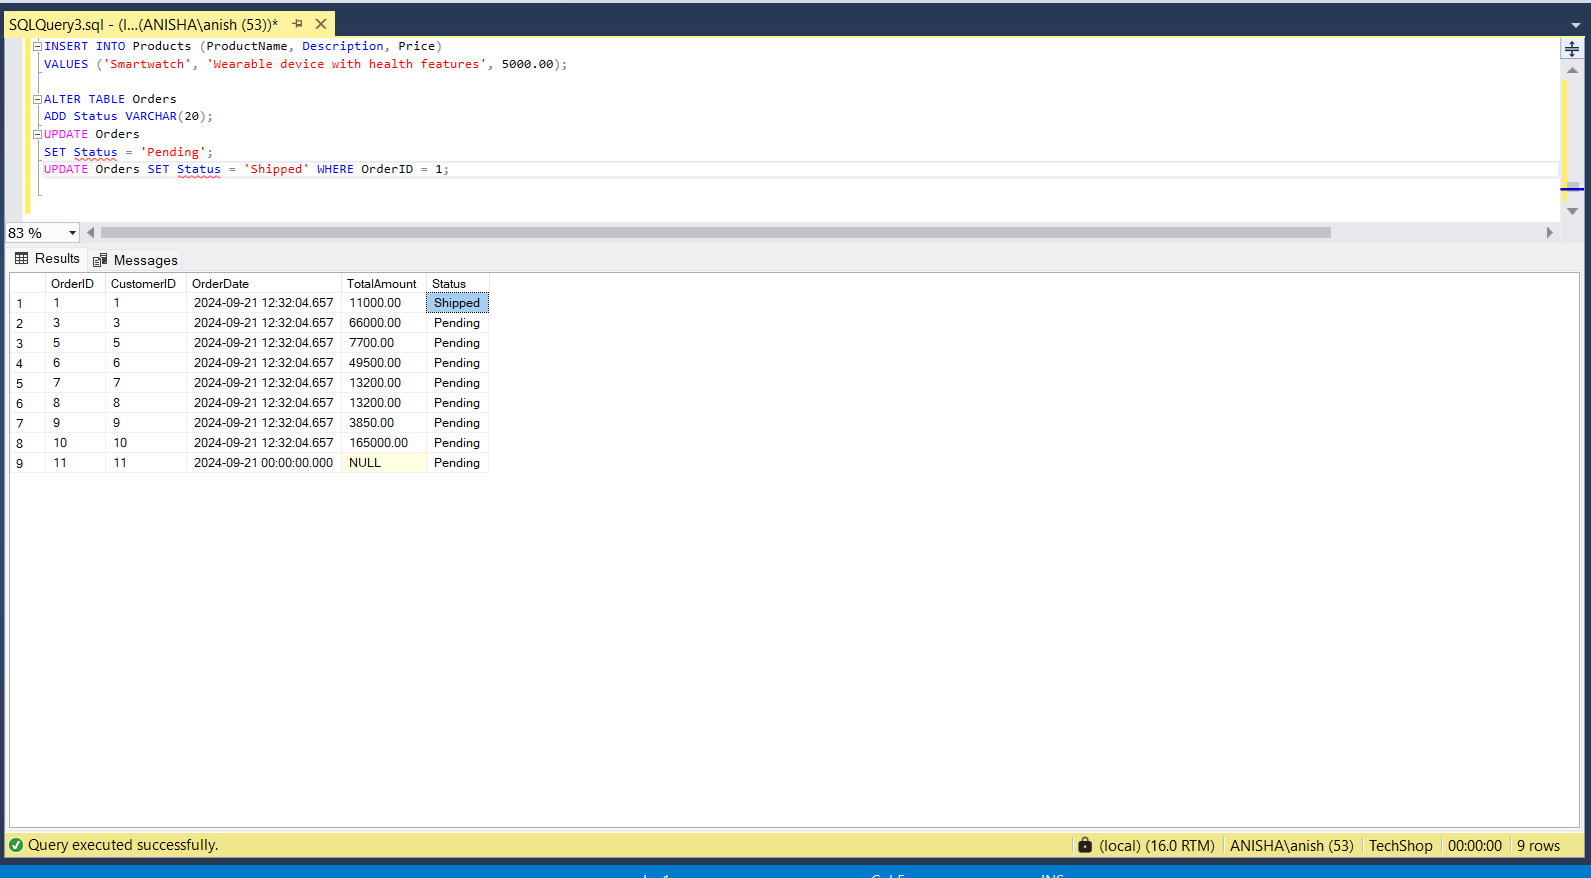 SQLQuery3.sql - (l...(ANISHA\anish (53))*
INSERT INTO Products (ProductName, Description, Price)
VALUES ('Smartwatch', 'Wearable device with health features', 5000.00);
ALTER TABLE Orders
ADD Status VARCHAR(20);
UPDATE Orders
SET Status = 'Pending';
UPDATE Orders SET Status = 'Shipped' WHERE OrderID = 1;
83 %
Results Messages
OrderID CustomerID OrderDate TotalAmount Status
1 1 1 2024-09-21 12:32:04.657 11000.00 Shipped
2 3 3 2024-09-21 12:32:04.657 66000.00 Pending
3 5 5 2024-09-21 12:32:04.657 7700.00 Pending
4 6 6 2024-09-21 12:32:04.657 49500.00 Pending
5 7 7 2024-09-21 12:32:04.657 13200.00 Pending
6 8 8 2024-09-21 12:32:04.657 13200.00 Pending
7 9 9 2024-09-21 12:32:04.657 3850.00 Pending
8 10 10 2024-09-21 12:32:04.657 165000.00 Pending
9 11 11 2024-09-21 00:00:00.000 NULL Pending
Query executed successfully. (local) (16.0 RTM) ANISHA\anish (53) TechShop 00:00:00 9 rows